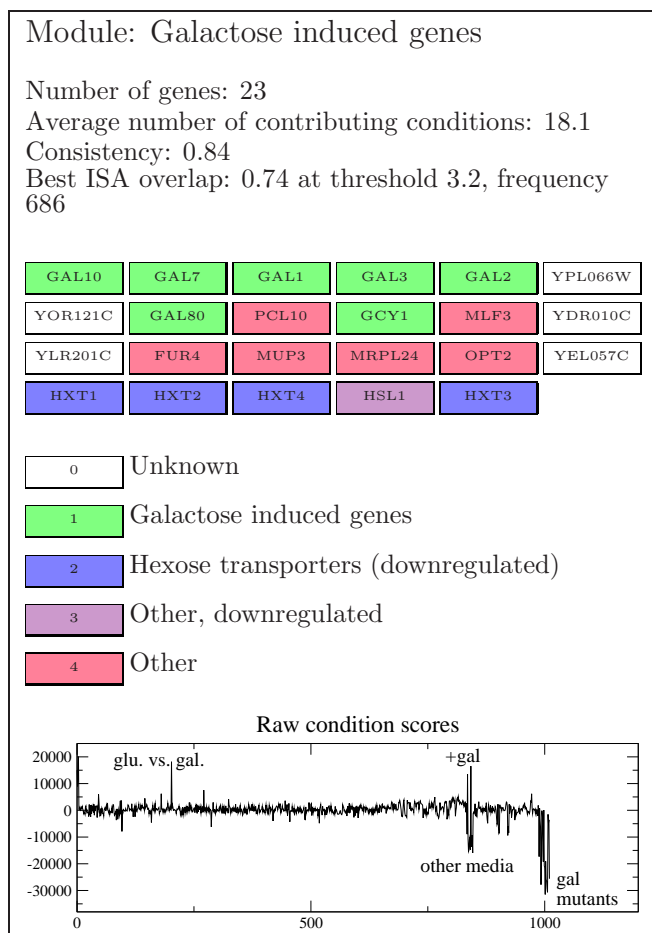 Module: Galactose induced genes
Number of genes: 23
Average number of contributing conditions: 18.1
Consistency: 0.84
Best ISA overlap: 0.74 at threshold 3.2, frequency
686
GAL10 GAL7 GAL1 GAL3 GAL2 YPL066W
YOR121C GAL80 PCL10 GCY1 MLF3 YDR010C
YLR201C FUR4 MUP3 MRPL24 OPT2 YEL057C
HXT1 HXT2 HXT4 HSL1 HXT3
0 Unknown
1 Galactose induced genes
2 Hexose transporters (downregulated)
3 Other, downregulated
4 Other
Raw condition scores
20000
10000
0
-10000
-20000
-30000
glu. vs. gal.
+gal
other media
gal
mutants
0 500 1000